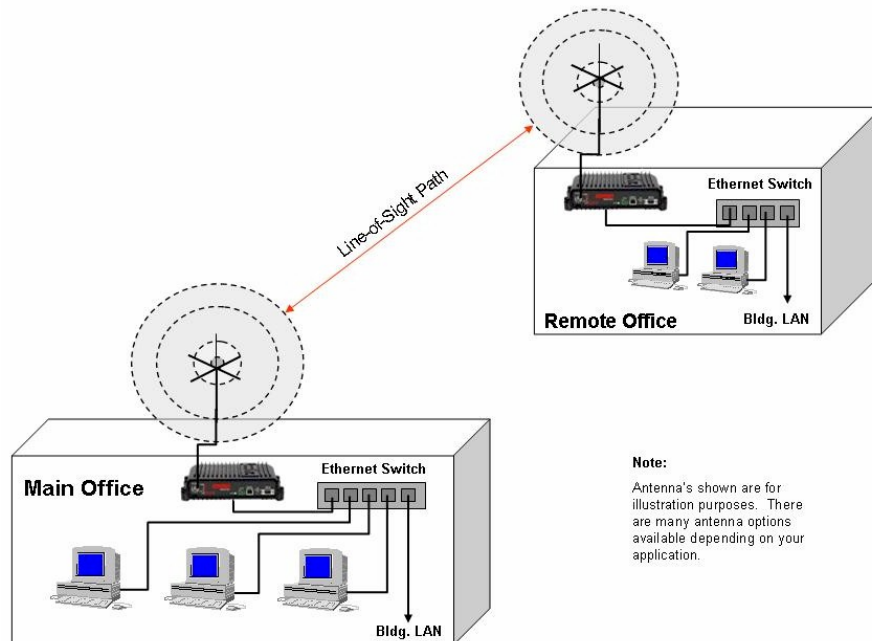 Ethernet Switch
Line-of-Sight Path
Remote Office
Bldg. LAN
Main Office
Ethernet Switch
Bldg. LAN
Note:
Antenna's shown are for
illustration purposes. There
are many antenna options
available depending on your
application.